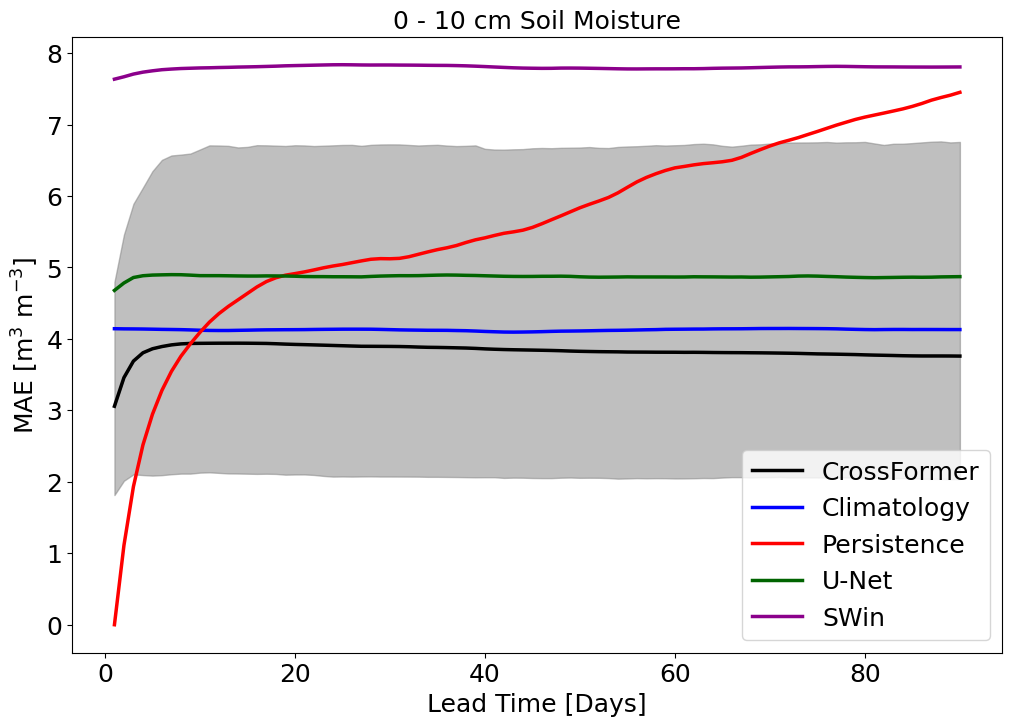 0 - 10 cm Soil Moisture
MAE [m³ m⁻³]
8
7
6
5
4
3
2
1
0
0 20 40 60 80
Lead Time [Days]
CrossFormer
Climatology
Persistence
U-Net
SWin